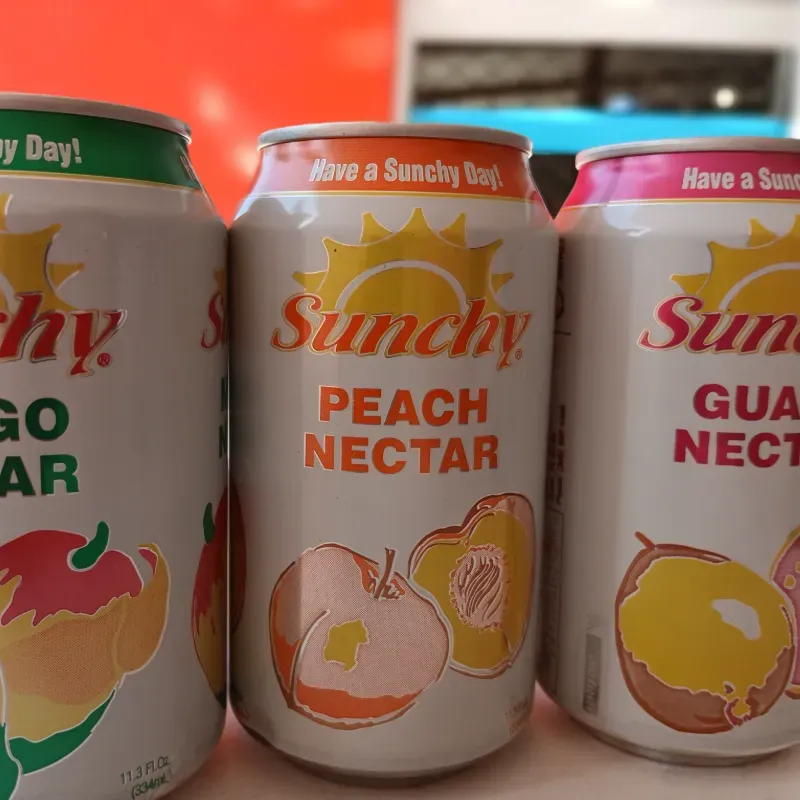 y Day!
chy®
GO
AR
11.3 Fl.Oz.
(334mL)
Have a Sunchy Day!
Sunchy®
PEACH
NECTAR
Have a Sunc
Sun
GUA
NECT